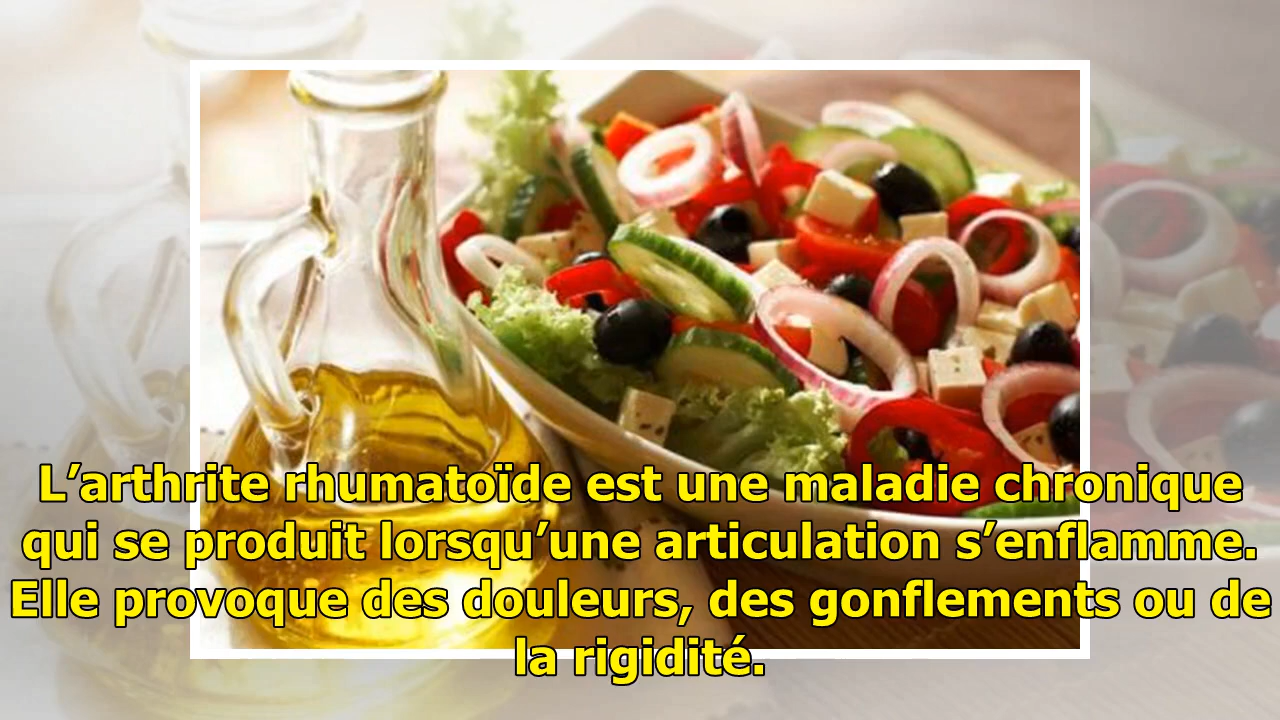 L’arthrite rhumatoïde est une maladie chronique
qui se produit lorsqu’une articulation s’enflamme.
Elle provoque des douleurs, des gonflements ou de
la rigidité.